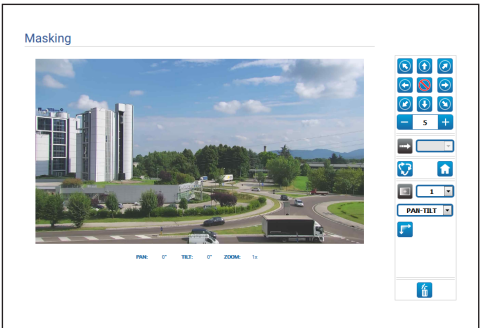 Masking
5
1
PAN-TILT
PAN: 0° TILT: 0° ZOOM: 1x